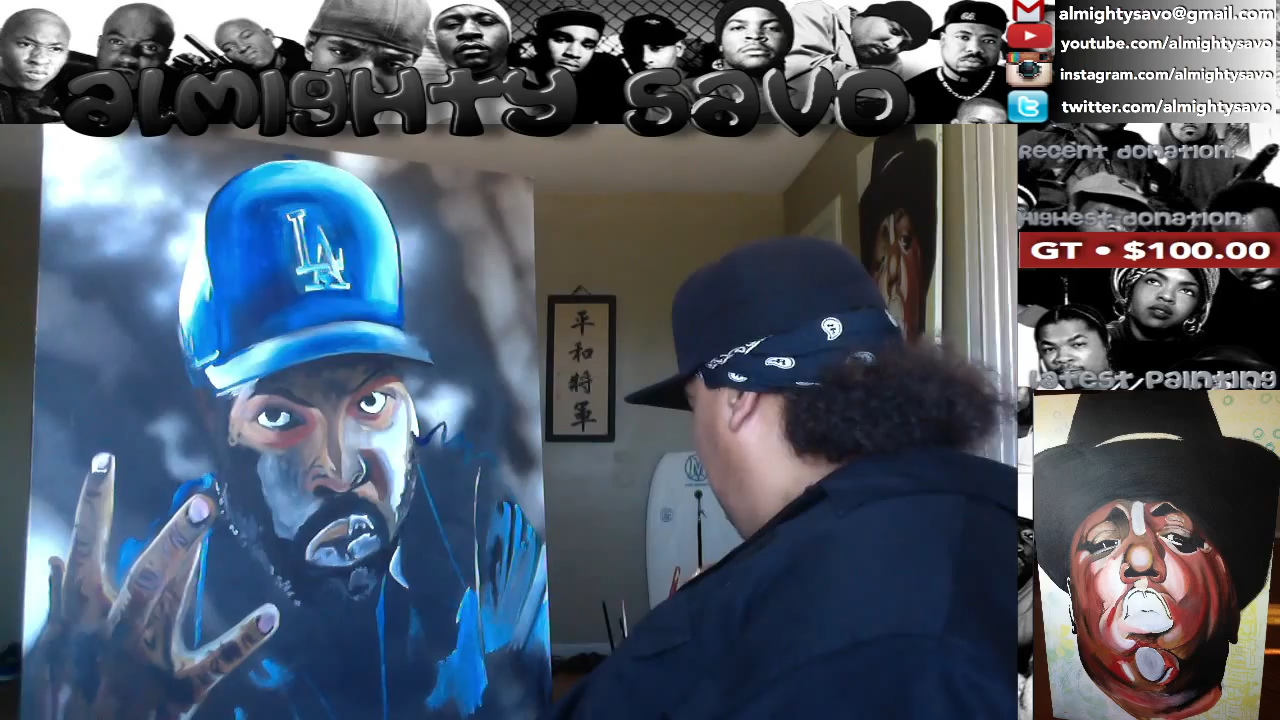 almighty savo
almightysavo@gmail.com
youtube.com/almightysavo
instagram.com/almightysavo
twitter.com/almightysavo
Recent donation:
Highest donation:
GT • $100.00
Latest painting
LA
平
和
將
軍